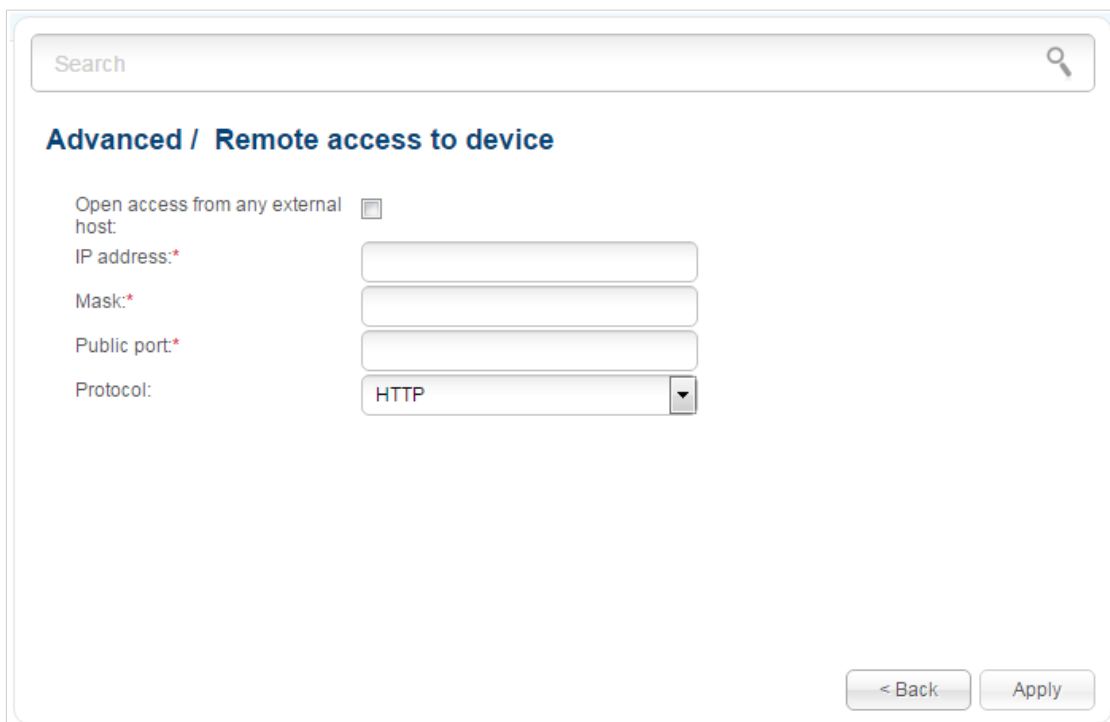 Search
Advanced / Remote access to device
Open access from any external
host:
IP address:*
Mask:*
Public port:*
Protocol:
HTTP
< Back
Apply